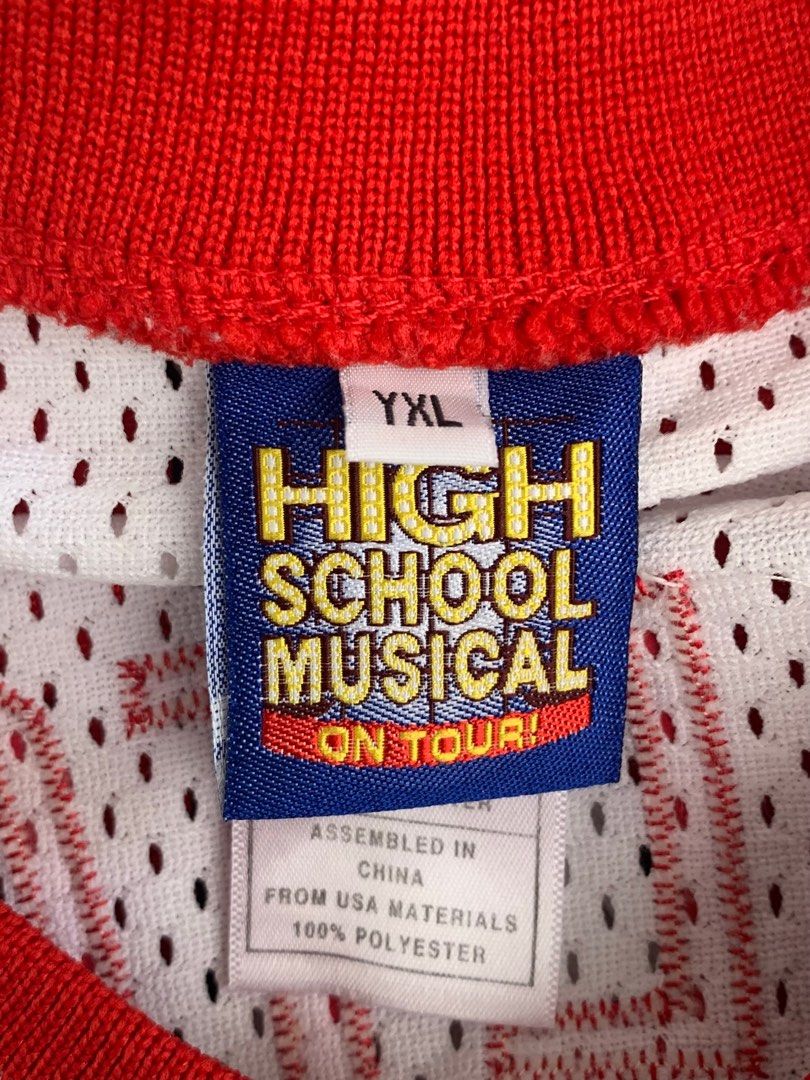 YXL
HIGH
SCHOOL
MUSICAL
ON TOUR!
ASSEMBLED IN
CHINA
FROM USA MATERIALS
100% POLYESTER